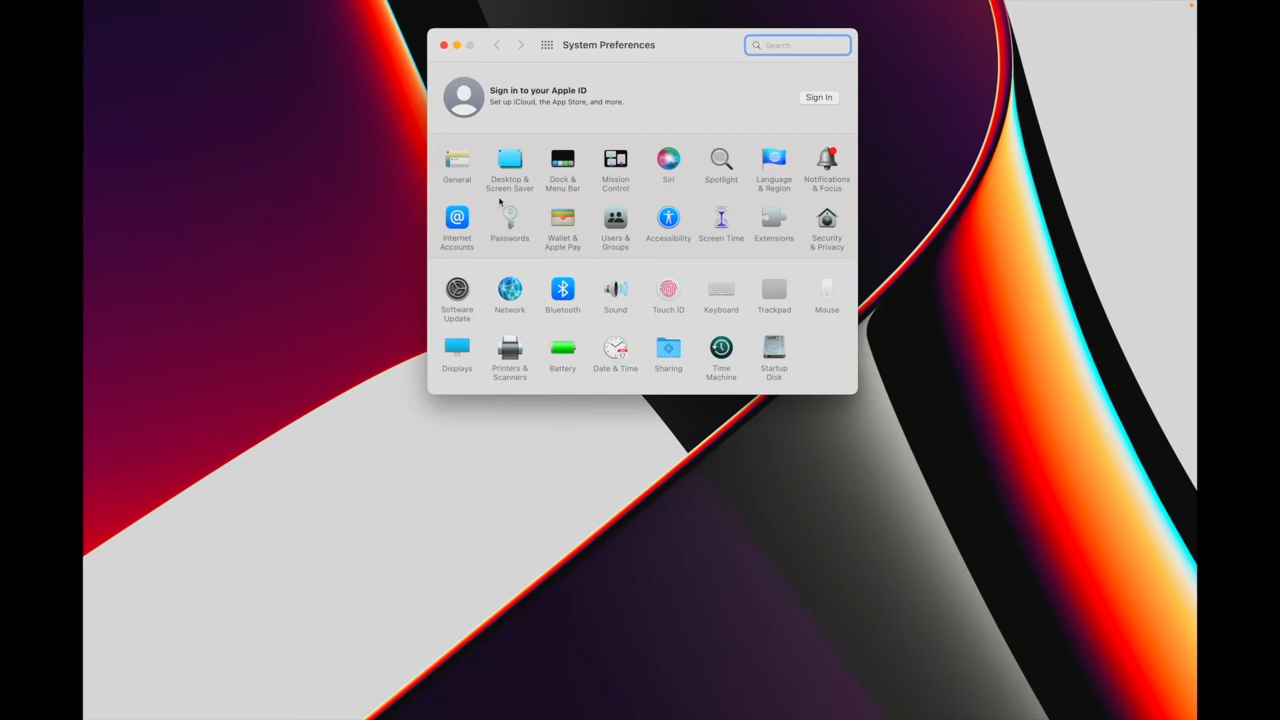 System Preferences
Search
Sign in to your Apple ID
Set up iCloud, the App Store, and more.
Sign In
General
Desktop &
Screen Saver
Dock &
Menu Bar
Mission
Control
Siri
Spotlight
Language
& Region
Notifications
& Focus
Internet
Accounts
Passwords
Wallet &
Apple Pay
Users &
Groups
Accessibility
Screen Time
Extensions
Security
& Privacy
Software
Update
Network
Bluetooth
Sound
Touch ID
Keyboard
Trackpad
Mouse
Displays
Printers &
Scanners
Battery
17
Date & Time
Sharing
Time
Machine
Startup
Disk